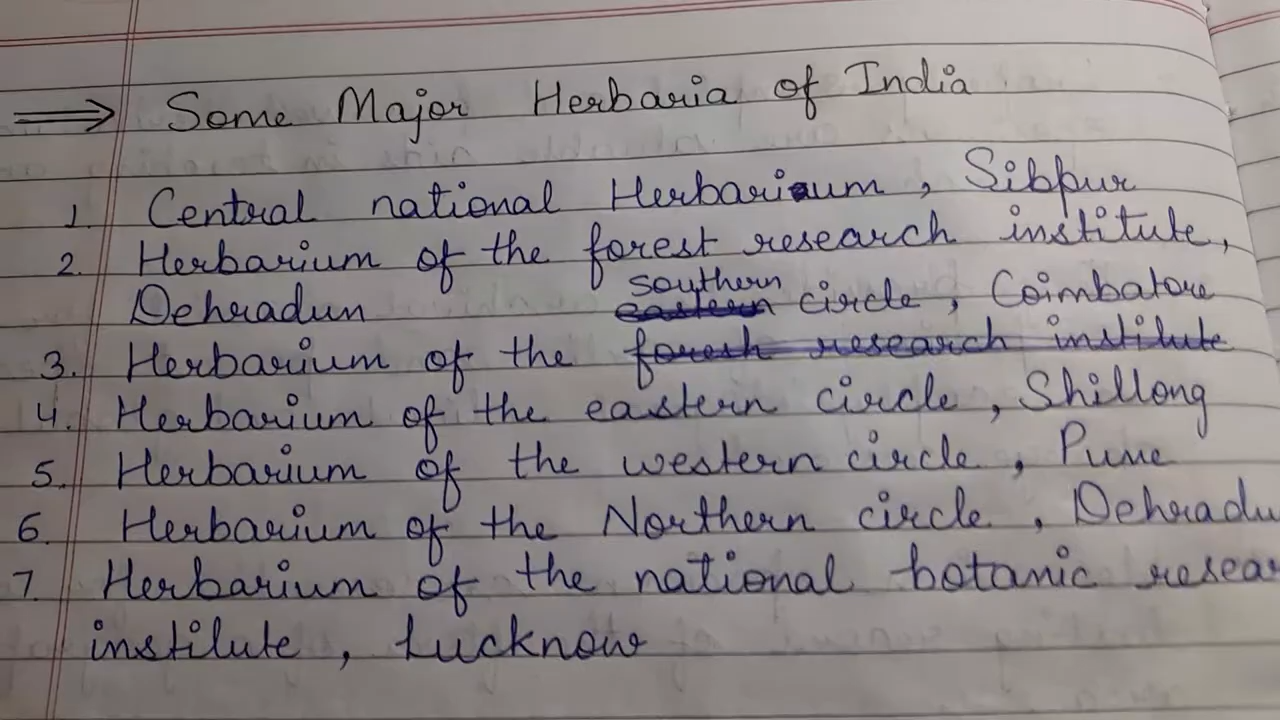 ⟹ Some Major Herbaria of India
1. Central national Herbarium, Sibpur
2. Herbarium of the forest research institute,
Dehradun
southern
eastern circle, Coimbatore
3. Herbarium of the foresh research institute
4. Herbarium of the eastern circle, Shillong
5. Herbarium of the western circle, Pune
6. Herbarium of the Northern circle, Dehradu
7. Herbarium of the national botanic resear
institute, Lucknow